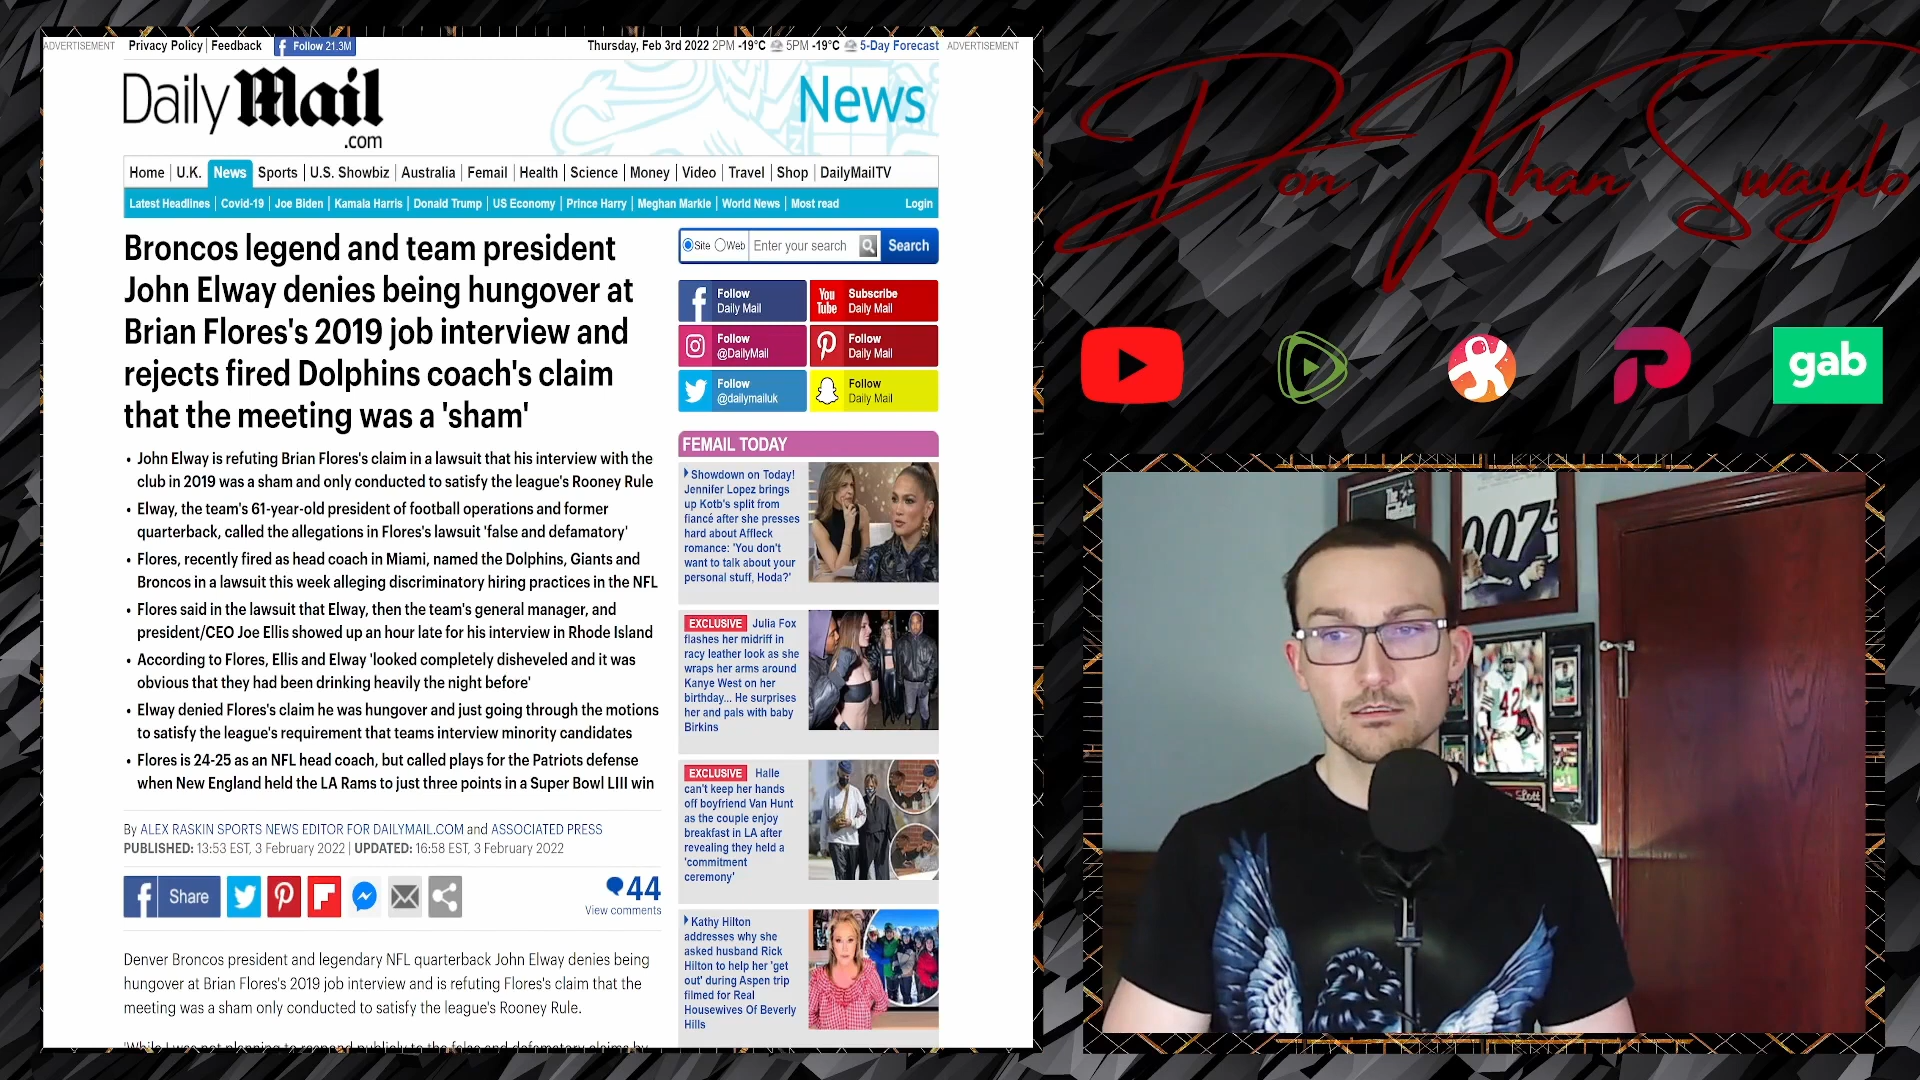 ADVERTISEMENT
Privacy Policy
Feedback
Follow 21.3M
Thursday, Feb 3rd 2022 2PM -19°C 5PM -19°C 5-Day Forecast
ADVERTISEMENT
Daily Mail
.com
News
Home U.K. News Sports U.S. Showbiz Australia Femail Health Science Money Video Travel Shop DailyMailTV
Latest Headlines Covid-19 Joe Biden Kamala Harris Donald Trump US Economy Prince Harry Meghan Markle World News Most read Login
Broncos legend and team president
John Elway denies being hungover at
Brian Flores's 2019 job interview and
rejects fired Dolphins coach's claim
that the meeting was a 'sham'
• John Elway is refuting Brian Flores's claim in a lawsuit that his interview with the
club in 2019 was a sham and only conducted to satisfy the league's Rooney Rule
• Elway, the team's 61-year-old president of football operations and former
quarterback, called the allegations in Flores's lawsuit 'false and defamatory'
• Flores, recently fired as head coach in Miami, named the Dolphins, Giants and
Broncos in a lawsuit this week alleging discriminatory hiring practices in the NFL
• Flores said in the lawsuit that Elway, then the team's general manager, and
president/CEO Joe Ellis showed up an hour late for his interview in Rhode Island
• According to Flores, Ellis and Elway 'looked completely disheveled and it was
obvious that they had been drinking heavily the night before'
• Elway denied Flores's claim he was hungover and just going through the motions
to satisfy the league's requirement that teams interview minority candidates
• Flores is 24-25 as an NFL head coach, but called plays for the Patriots defense
when New England held the LA Rams to just three points in a Super Bowl LIII win
By ALEX RASKIN SPORTS NEWS EDITOR FOR DAILYMAIL.COM and ASSOCIATED PRESS
PUBLISHED: 13:53 EST, 3 February 2022 | UPDATED: 16:58 EST, 3 February 2022
Share
44
View comments
Denver Broncos president and legendary NFL quarterback John Elway denies being
hungover at Brian Flores's 2019 job interview and is refuting Flores's claim that the
meeting was a sham only conducted to satisfy the league's Rooney Rule.
Site Web Enter your search Search
Follow
Daily Mail
You
Tube
Subscribe
Daily Mail
Follow
@DailyMail
Follow
Daily Mail
Follow
@dailymailuk
Follow
Daily Mail
FEMAIL TODAY
Showdown on Today!
Jennifer Lopez brings
up Kotb's split from
fiancé after she presses
hard about Affleck
romance: 'You don't
want to talk about your
personal stuff, Hoda?'
EXCLUSIVE Julia Fox
flashes her midriff in
racy leather look as she
wraps her arms around
Kanye West on her
birthday... He surprises
her and pals with baby
Birkins
EXCLUSIVE Halle
can't keep her hands
off boyfriend Van Hunt
as the couple enjoy
breakfast in LA after
revealing they held a
'commitment
ceremony'
Kathy Hilton
addresses why she
asked husband Rick
Hilton to help her 'get
out' during Aspen trip
filmed for Real
Housewives Of Beverly
Hills
Don Khan Swaylo
gab
007
42